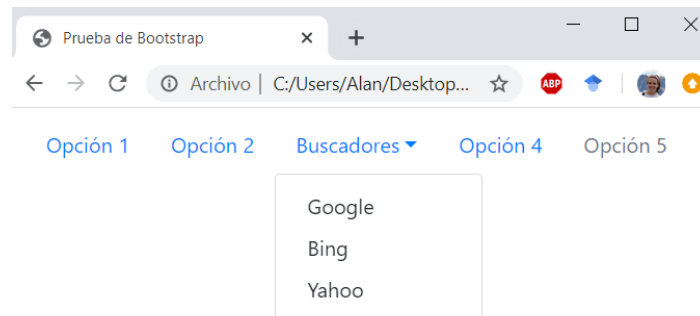 Prueba de Bootstrap
Archivo | C:/Users/Alan/Desktop... ABP
Opción 1 Opción 2 Buscadores Opción 4 Opción 5
Google
Bing
Yahoo